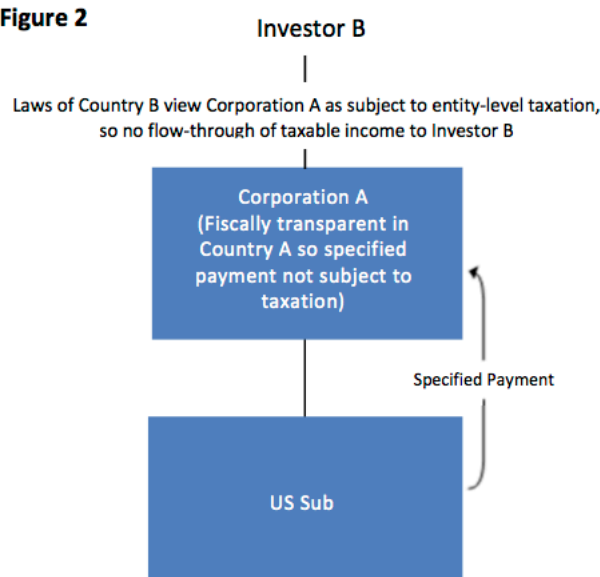 Figure 2
Investor B
Laws of Country B view Corporation A as subject to entity-level taxation,
so no flow-through of taxable income to Investor B
Corporation A
(Fiscally transparent in
Country A so specified
payment not subject to
taxation)
Specified Payment
US Sub